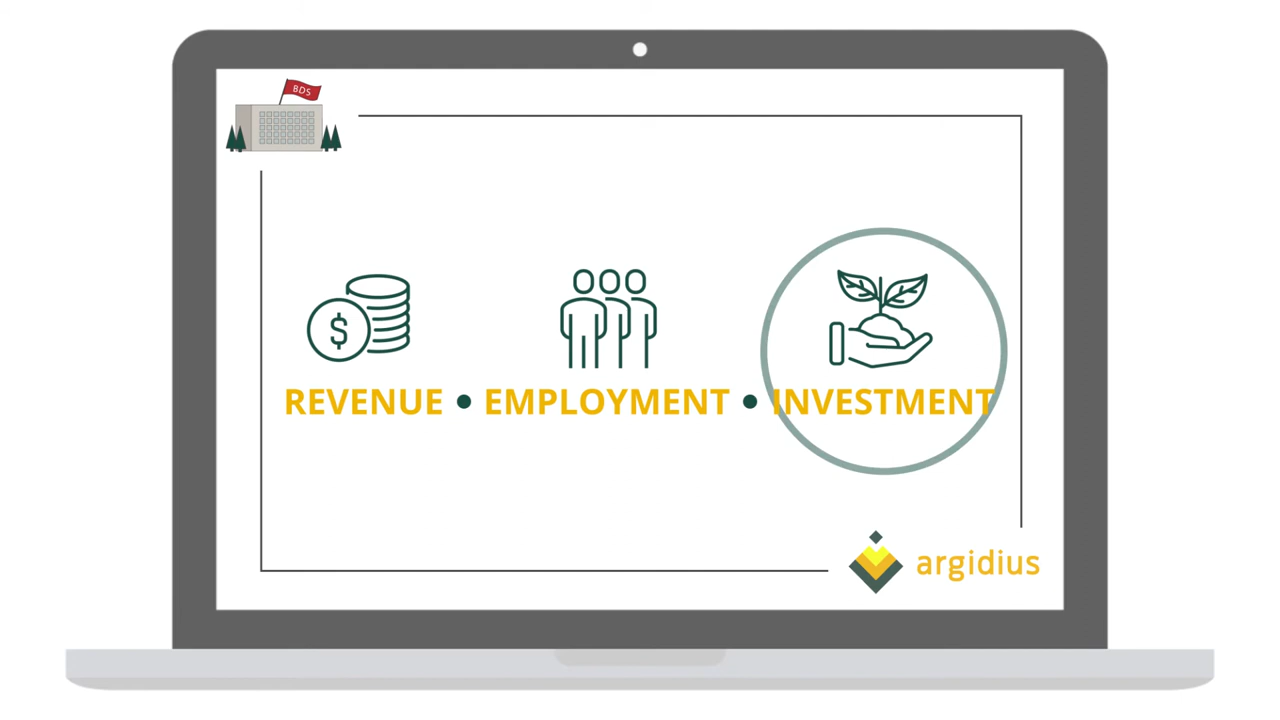 BDS
$
REVENUE • EMPLOYMENT • INVESTMENT
argidius